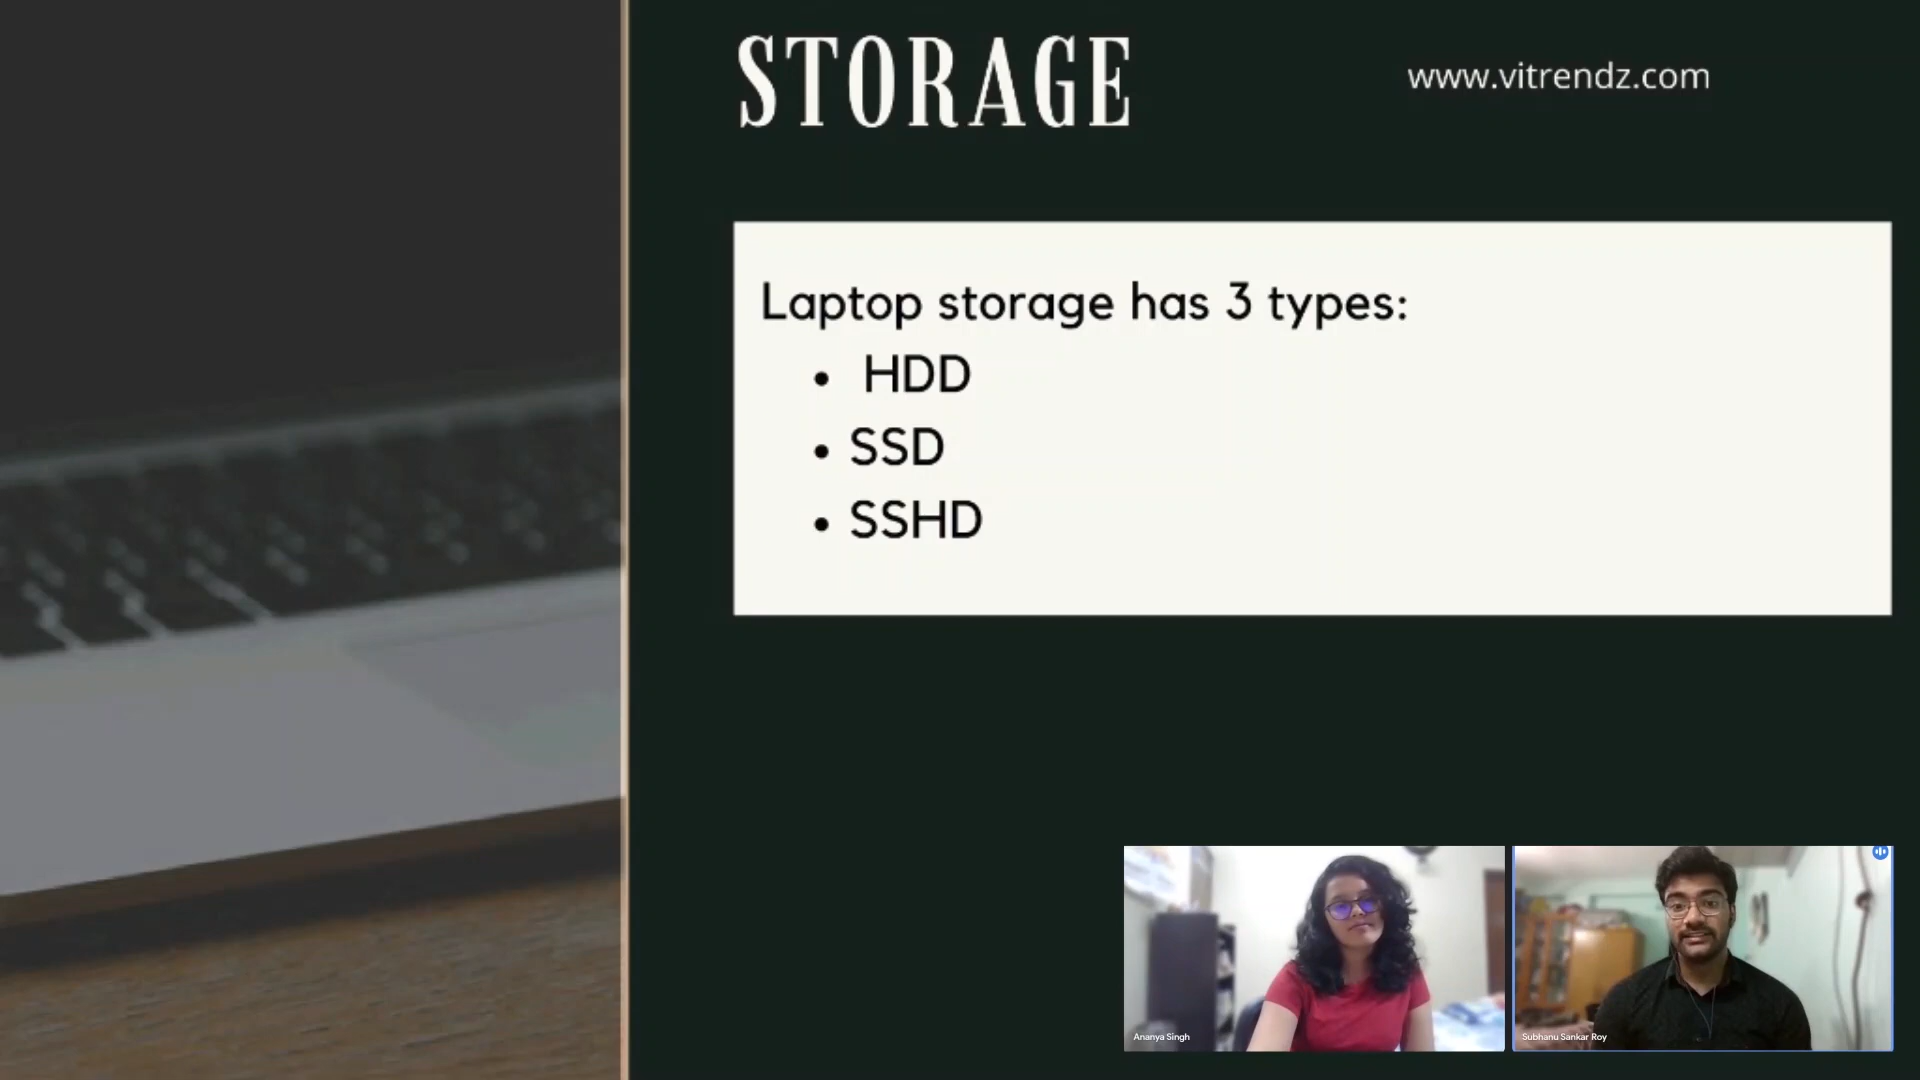 STORAGE
www.vitrendz.com
Laptop storage has 3 types:
• HDD
• SSD
• SSHD
Ananya Singh
Subhanu Sankar Roy